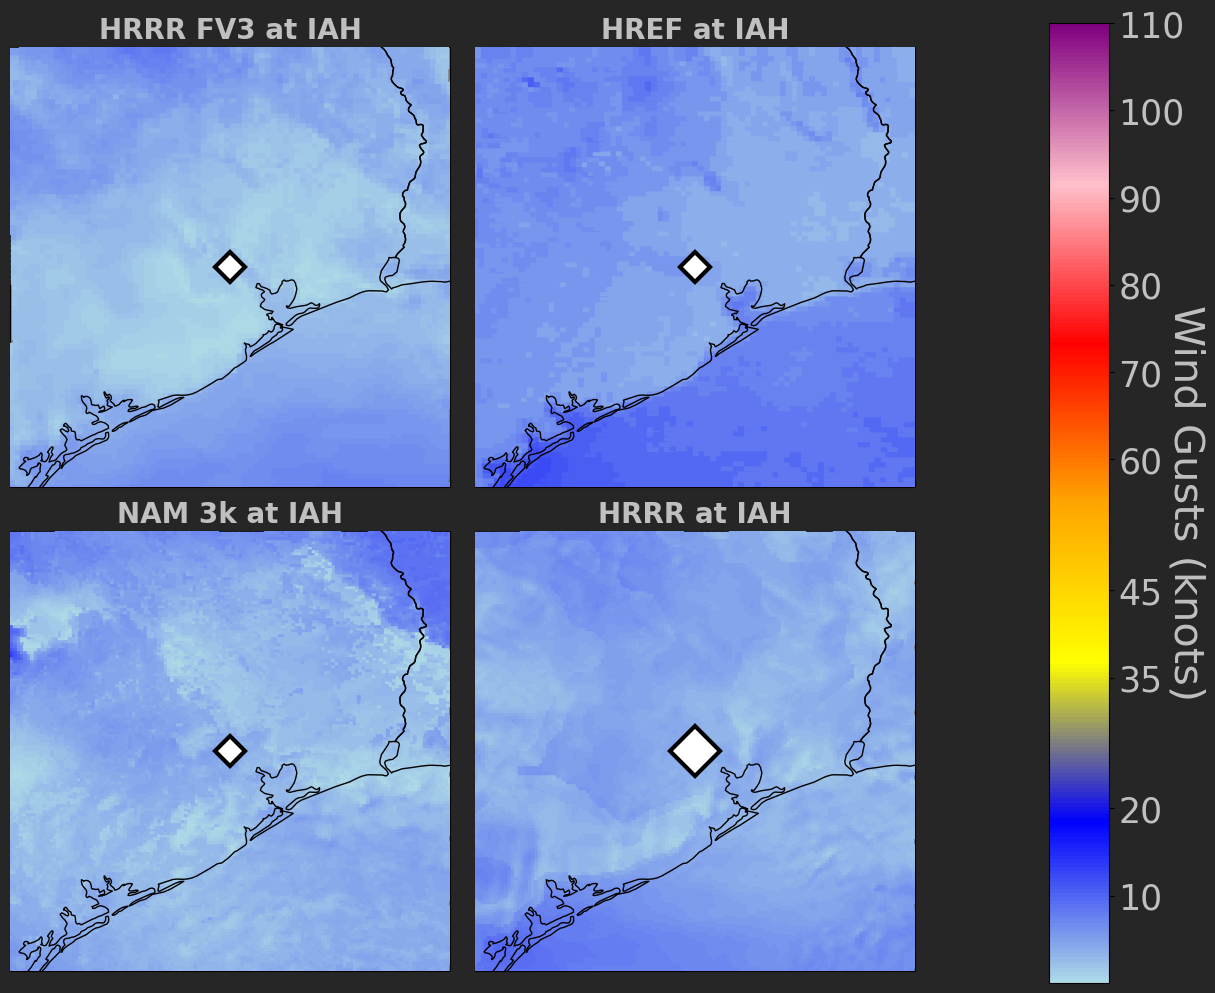 HRRR FV3 at IAH
HREF at IAH
NAM 3k at IAH
HRRR at IAH
110
100
90
80
70
60
45
35
20
10
Wind Gusts (knots)